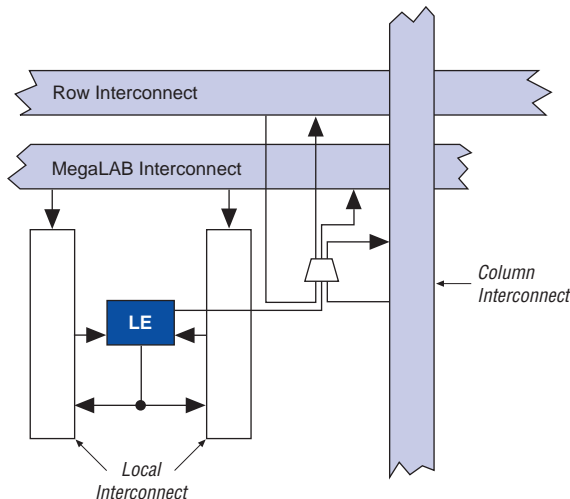 Row Interconnect
MegaLAB Interconnect
LE
Column
Interconnect
Local
Interconnect